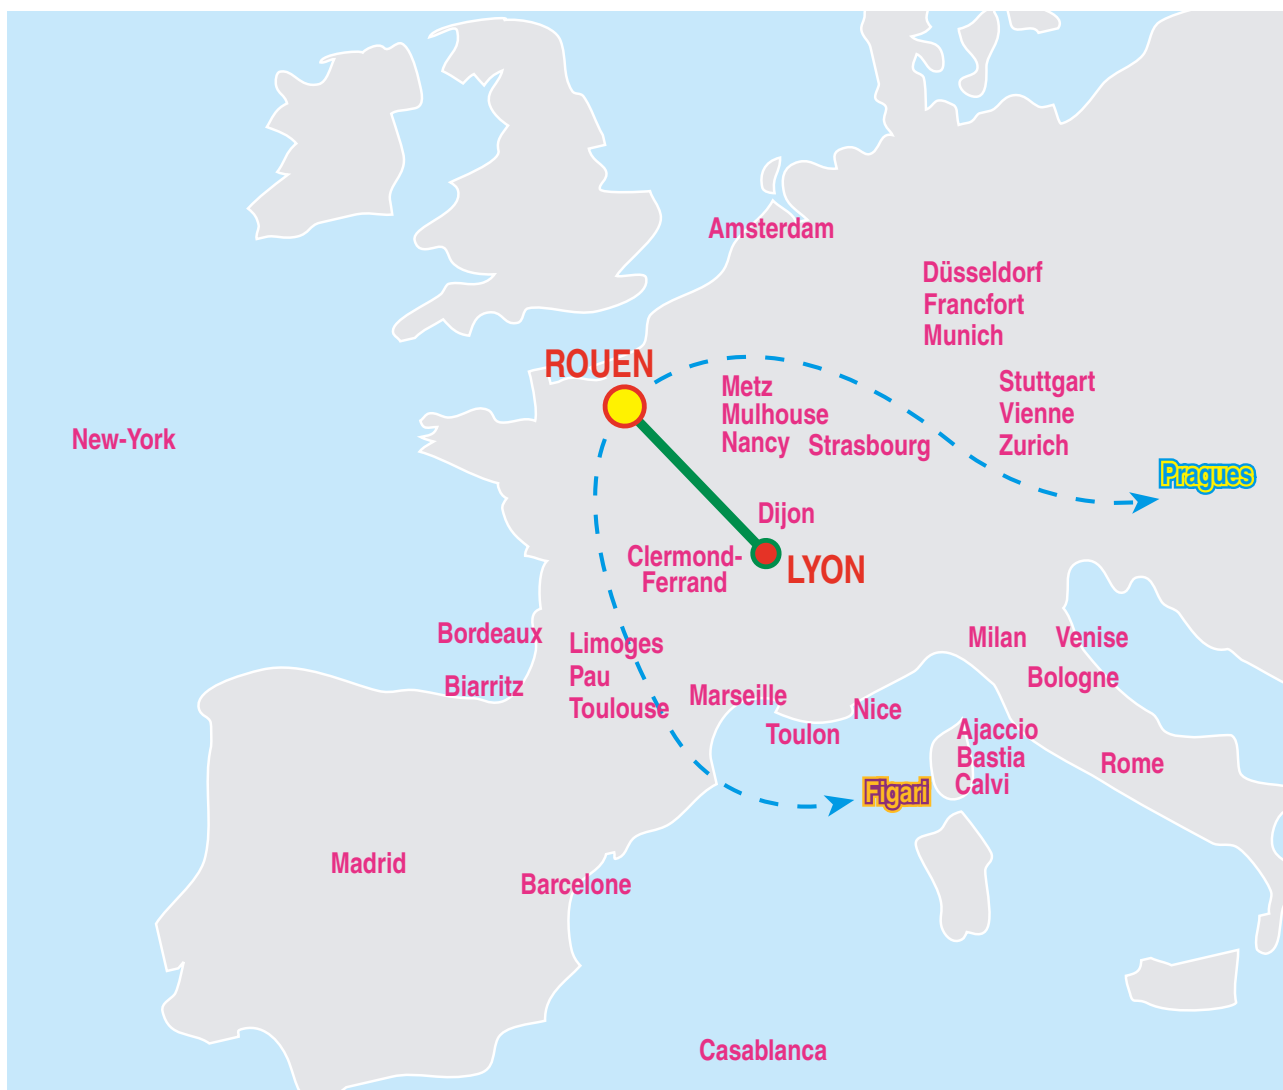 Amsterdam
Düsseldorf
Francfort
Munich
ROUEN
Metz
Mulhouse
Nancy
Strasbourg
Stuttgart
Vienne
Zurich
New-York
Pragues
Dijon
Clermond-
Ferrand
LYON
Bordeaux
Biarritz
Limoges
Pau
Toulouse
Marseille
Toulon
Nice
Milan
Venise
Bologne
Ajaccio
Bastia
Calvi
Rome
Figari
Madrid
Barcelone
Casablanca